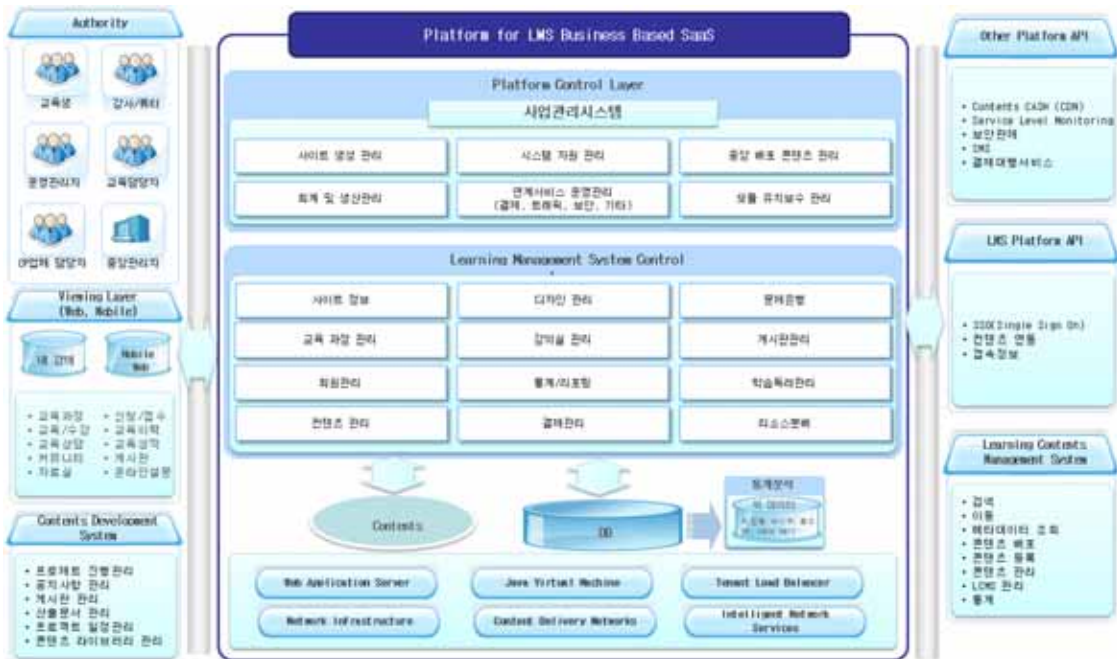 Authority
교육생
강사/튜터
운영관리자
교육담당자
CP업체 담당자
중앙관리자
Viewing Layer
(Web, Mobile)
Mobile
Web
• 교육과정
• 교육/수강
• 교육상담
• 커뮤니티
• 자료실
• 신청/접수
• 교육이력
• 교육성적
• 게시판
• 온라인설문
Contents Development
System
• 프로젝트 진행관리
• 공지사항 관리
• 게시판 관리
• 산출문서 관리
• 프로젝트 일정관리
• 콘텐츠 라이브러리 관리
Platform for LMS Business Based SaaS
Platform Control Layer
사업관리시스템
사이트 생성 관리
시스템 자원 관리
중앙 배포 콘텐츠 관리
회계 및 생산관리
연계서비스 운영관리
(결제, 트래픽, 보안, 기타)
모듈 유지보수 관리
Learning Management System Control
사이트 정보
디자인 관리
문제은행
교육 과정 관리
강의실 관리
게시판관리
회원관리
통계/리포팅
학습독려관리
컨텐츠 관리
결제관리
리소스분배
Contents
DB
통계분석
Web Application Server
Java Virtual Machine
Tenant Load Balancer
Network Infrastructure
Content Delivery Networks
Intelligent Network
Services
Other Platform API
• Contents CASH (CDN)
• Service Level Monitoring
• 보안관제
• SMS
• 결제대행서비스
LMS Platform API
• SSO(Single Sign On)
• 컨텐츠 연동
• 접속정보
Learning Contents
Management System
• 검색
• 이동
• 메타데이터 조회
• 콘텐츠 배포
• 콘텐츠 등록
• 콘텐츠 관리
• LCMS 관리
• 통계